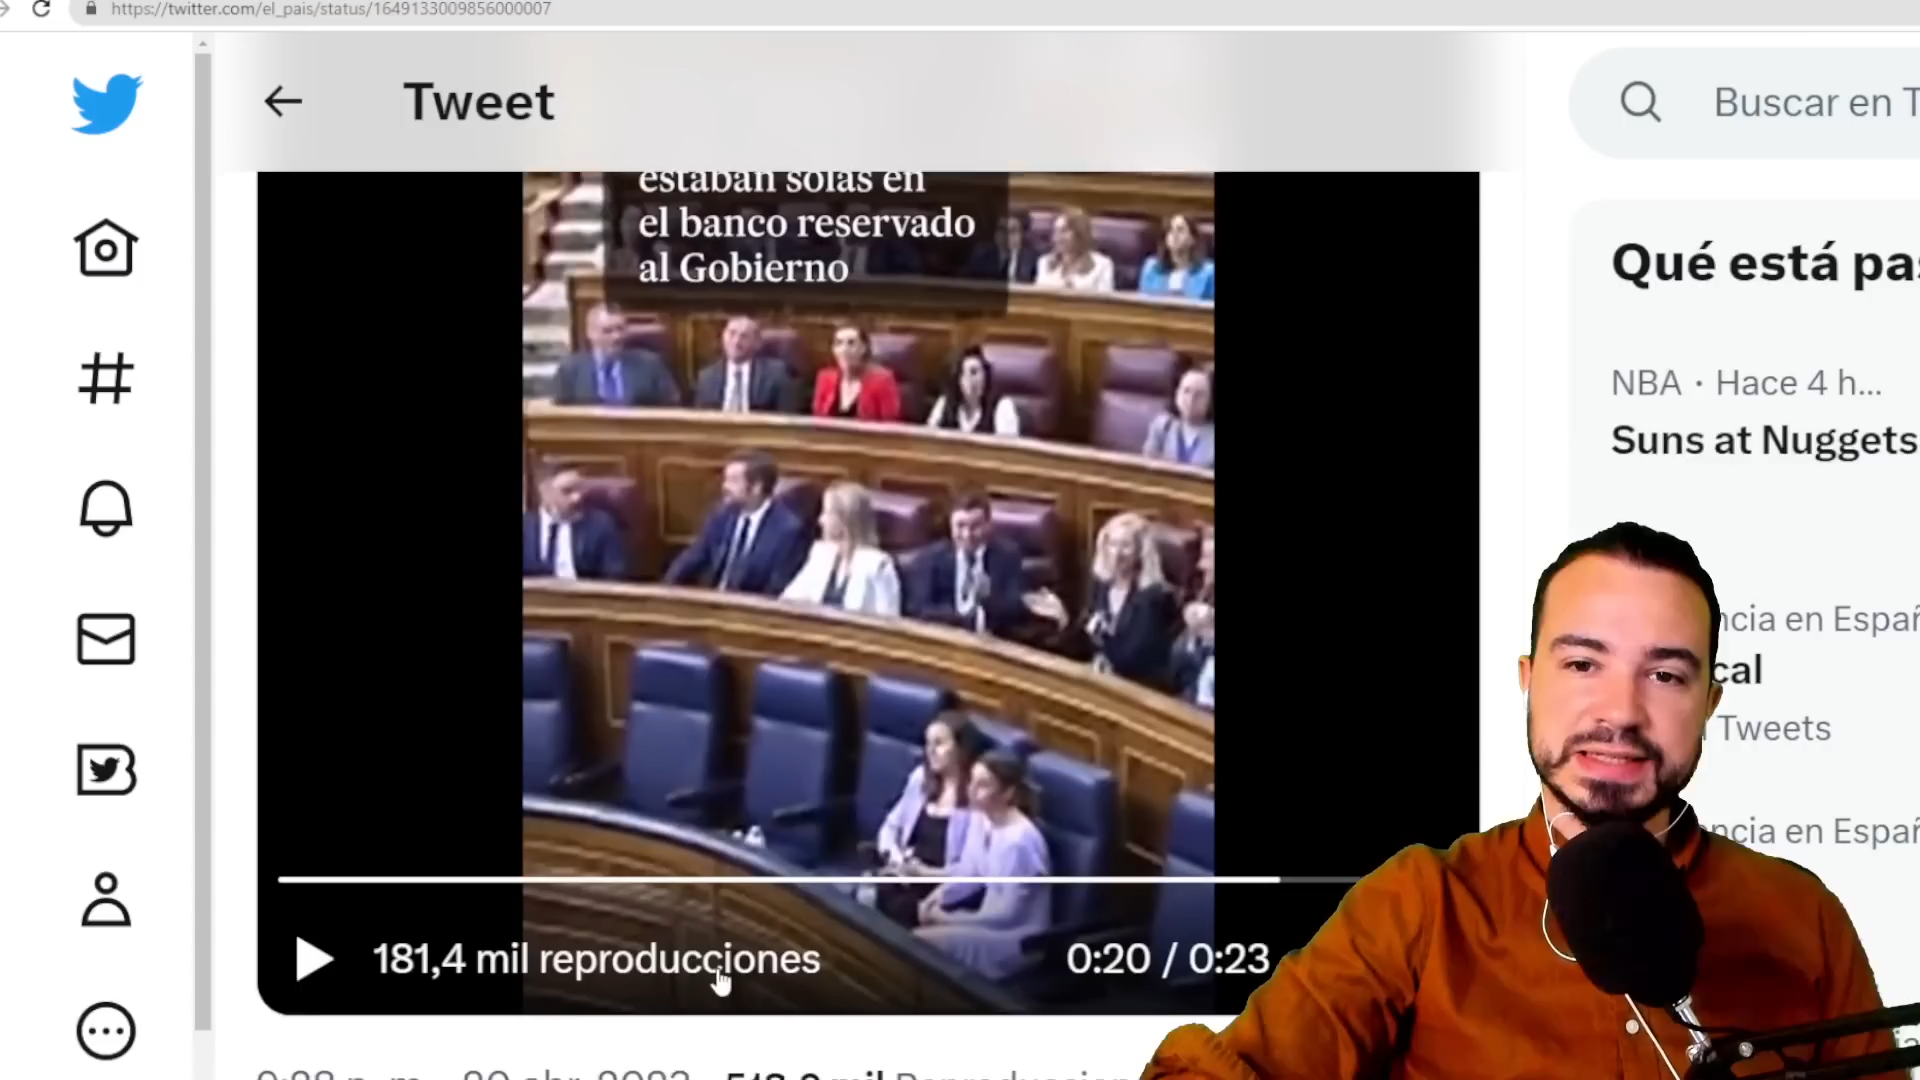 https://twitter.com/el_pais/status/1649133009856000007
Tweet
Buscar en T
estaban solas en
el banco reservado
al Gobierno
Qué está pas
NBA · Hace 4 h...
Suns at Nuggets
ncia en Españ
cal
Tweets
ncia en Españ
181,4 mil reproducciones
0:20 / 0:23